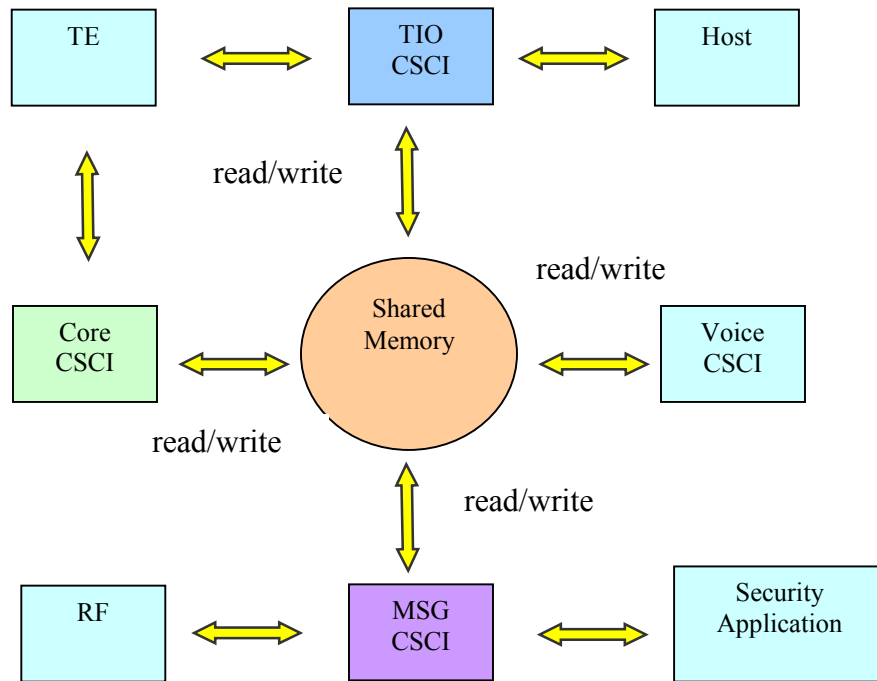 TE
TIO
CSCI
Host
read/write
read/write
Shared
Memory
Core
CSCI
Voice
CSCI
read/write
read/write
RF
MSG
CSCI
Security
Application